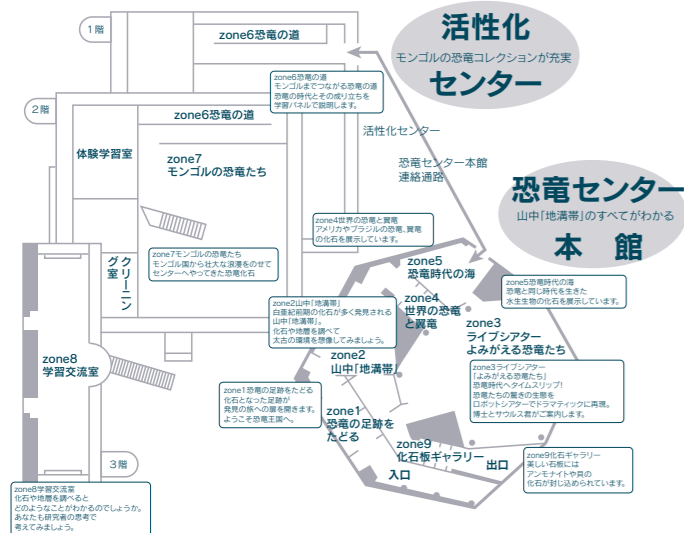 1階
zone6恐竜の道
活性化
モンゴルの恐竜コレクションが充実
センター
zone6恐竜の道
モンゴルまでつながる恐竜の道
恐竜の時代とその成り立ちを
学習パネルで説明します。
2階
zone6恐竜の道
活性化センター
体験学習室
zone7
モンゴルの恐竜たち
恐竜センター本館
連絡通路
恐竜センター
山中「地溝帯」のすべてがわかる
本 館
zone4世界の恐竜と翼竜
アメリカやブラジルの恐竜、翼竜
の化石を展示しています。
クリーニング室
zone7モンゴルの恐竜たち
モンゴル国から壮大な浪漫をのせて
センターへやってきた恐竜化石
zone5
恐竜時代の海
zone5恐竜時代の海
恐竜と同じ時代を生きた
水生生物の化石を展示しています。
zone4
世界の恐竜
と翼竜
zone2山中「地溝帯」
白亜紀前期の化石が多く発見される
山中「地溝帯」。
化石や地層を調べて
太古の環境を想像してみましょう。
zone3
ライブシアター
よみがえる恐竜たち
zone2
山中「地溝帯」
zone8
学習交流室
zone3ライブシアター
「よみがえる恐竜たち」
恐竜時代へタイムスリップ!
恐竜たちの驚きの生態を
ロボットシアターでドラマティックに再現。
博士とサウルス君がご案内します。
zone1恐竜の足跡をたどる
化石となった足跡が
発見の旅への扉を開きます。
ようこそ恐竜王国へ。
zone1
恐竜の足跡を
たどる
zone9
化石板ギャラリー
出口
入口
zone9化石ギャラリー
美しい石板には
アンモナイトや貝の
化石が封じ込められています。
3階
zone8学習交流室
化石や地層を調べると
どのようなことがわかるのでしょうか。
あなたも研究者の思考で
考えてみましょう。